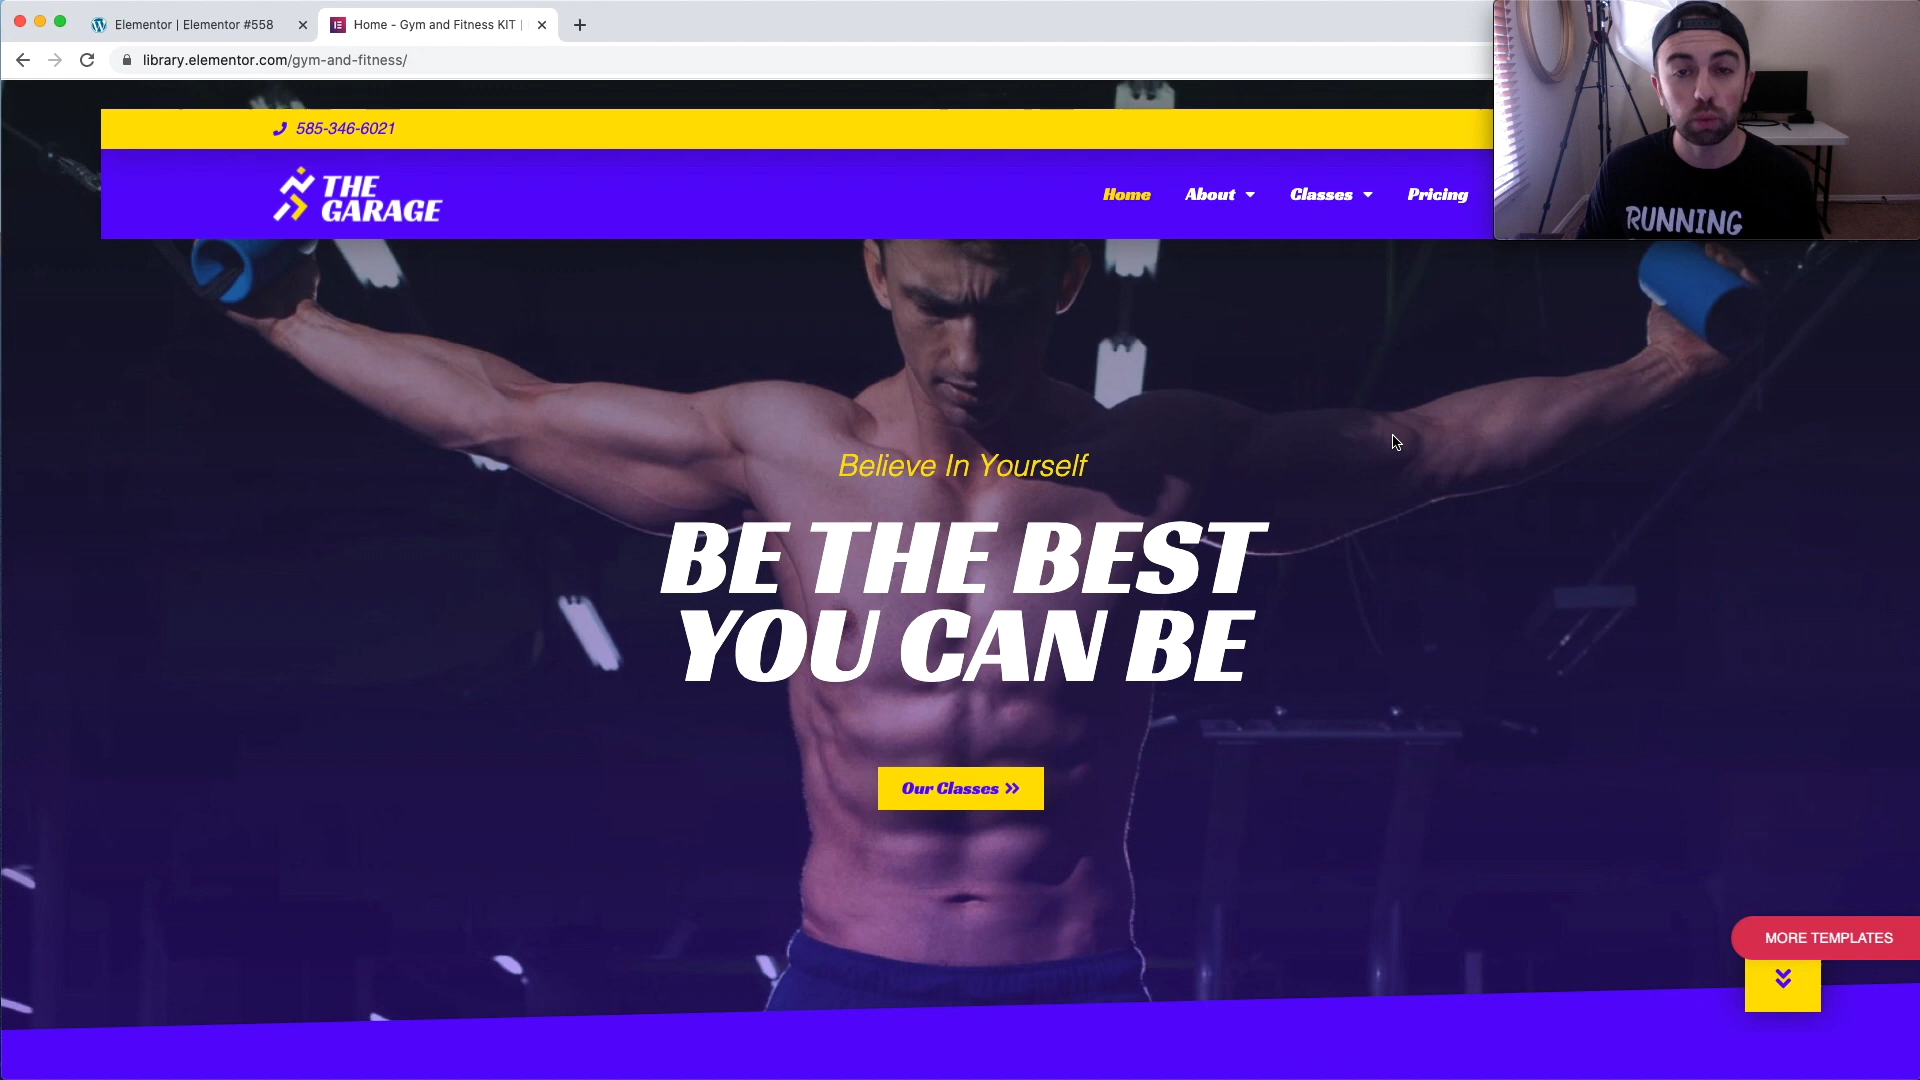 Elementor | Elementor #558
Home - Gym and Fitness KIT |
library.elementor.com/gym-and-fitness/
585-346-6021
THE
GARAGE
Home
About
Classes
Pricing
RUNNING
Believe In Yourself
BE THE BEST
YOU CAN BE
Our Classes
MORE TEMPLATES